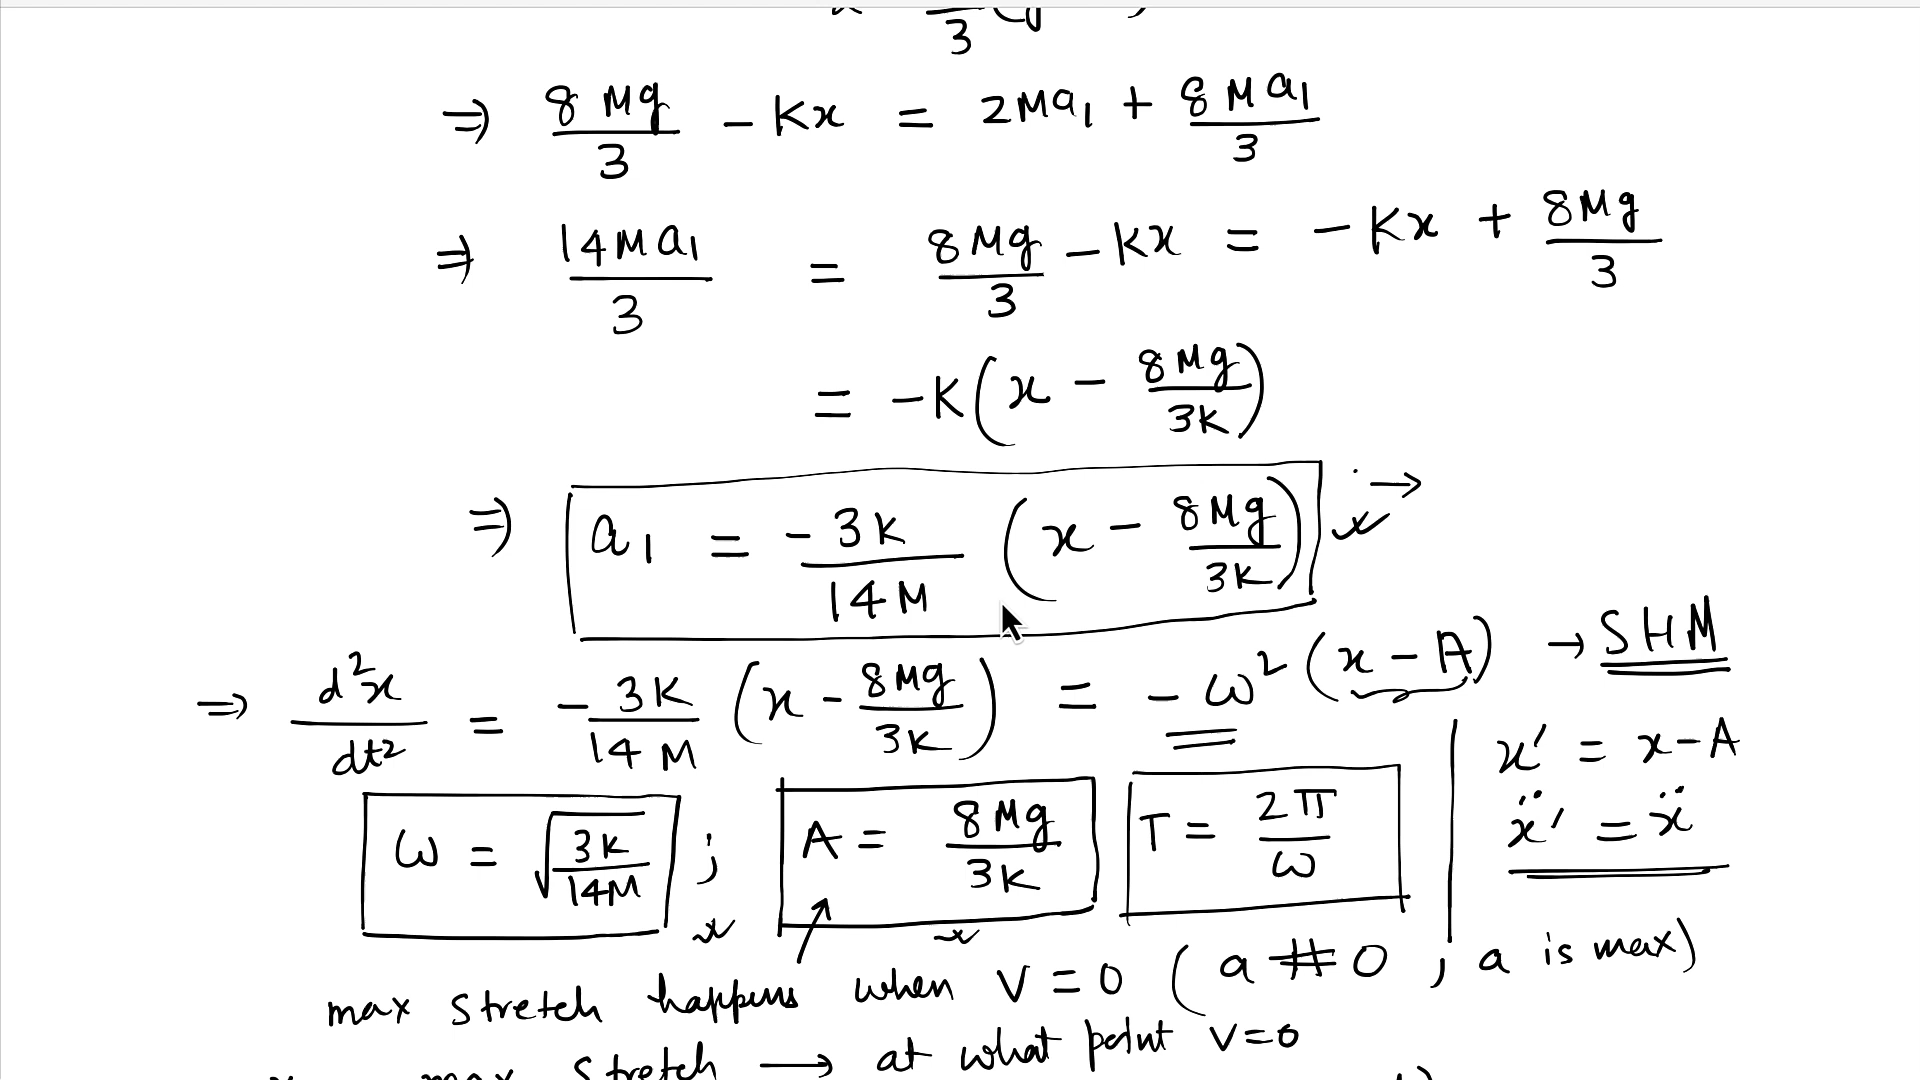 3
⇒ 8Mg/3 - Kx = 2Ma₁ + 8Ma₁/3
⇒ 14Ma₁/3 = 8Mg/3 - Kx = -Kx + 8Mg/3
= -K(x - 8Mg/3K)
⇒ a₁ = -3K/14M (x - 8Mg/3K) →
⇒ d²x/dt² = -3K/14M (x - 8Mg/3K) = -ω²(x - A) → SHM
x' = x - A
ẍ' = ẍ
ω = √(3K/14M) ; A = 8Mg/3K T = 2π/ω
max stretch happens when V = 0 (a ≠ 0 ; a is max)
max stretch → at what point V=0